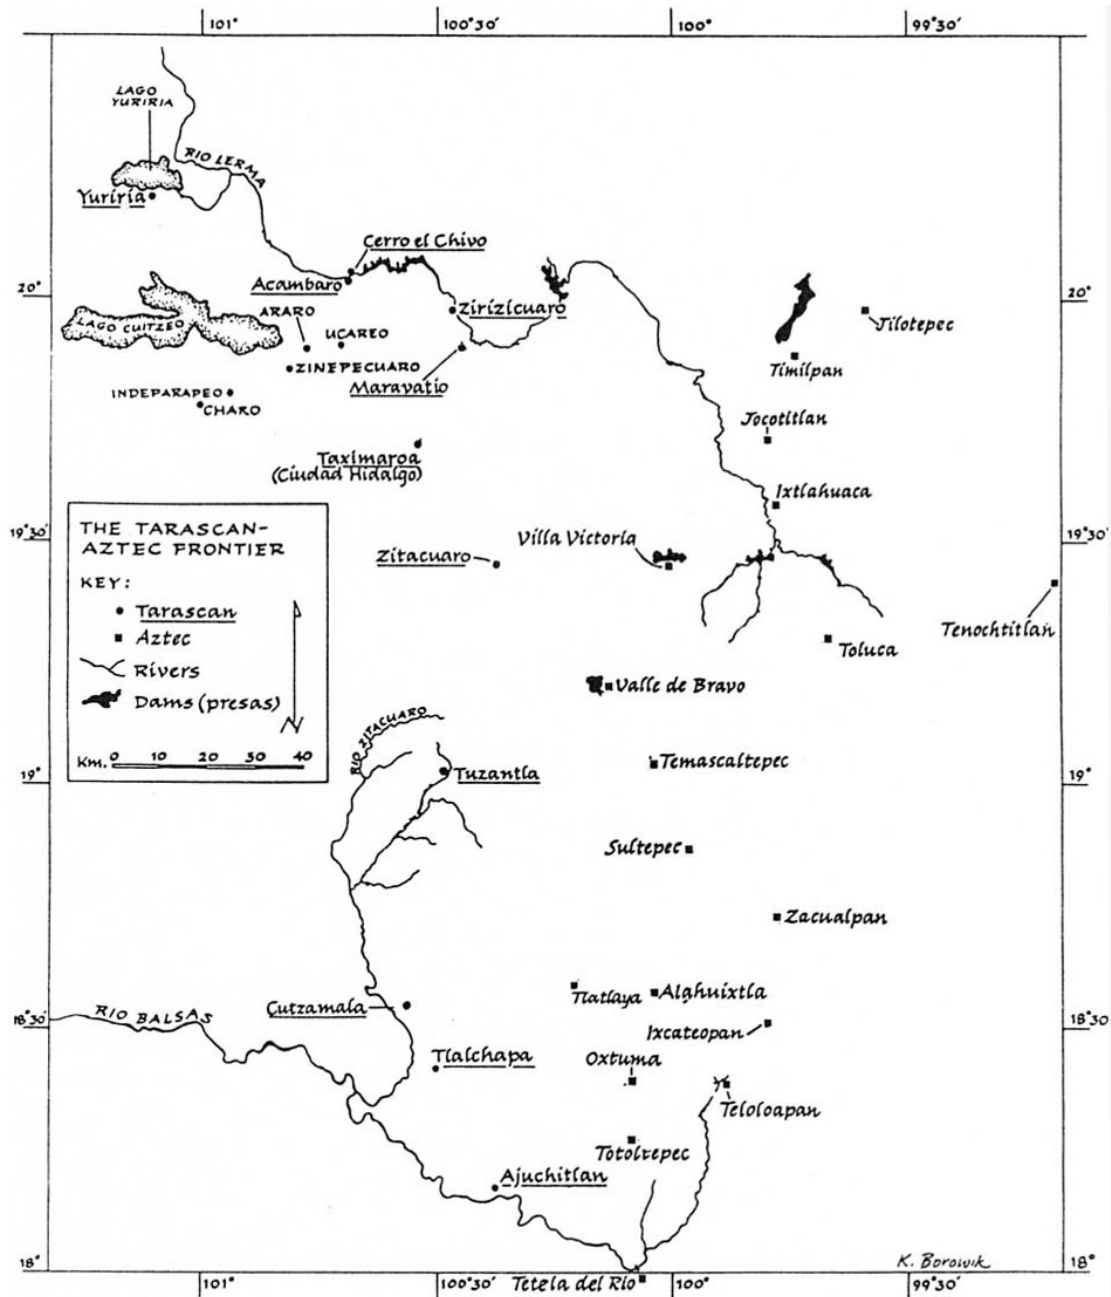 101°
100°30'
100°
99°30'
LAGO
YURIRIA
RIO LERMA
Yuriria
Cerro el Chivo
Acambaro
20°
20°
LAGO CUITZEO
ARARO
UCAREO
Zirizicuaro
Jilotepec
ZINEPECUARO
Maravatio
Timilpan
INDEPARAPEO
CHARO
Jocotitlan
Taximaroa
(Ciudad Hidalgo)
Ixtlahuaca
THE TARASCAN-
AZTEC FRONTIER
KEY:
Tarascan
Aztec
Rivers
Dams (presas)
N
Km. 0 10 20 30 40
19°30'
19°30'
Villa Victoria
Zitacuaro
Tenochtitlan
Toluca
Valle de Bravo
RIO ZITACUARO
Temascaltepec
Tuzantla
19°
19°
Sultepec
Zacualpan
Tlatlaya
Alahuixtla
Cutzamala
RIO BALSAS
Ixcateopan
18°30'
18°30'
Oxtuma
Tlalchapa
Teloloapan
Totoltepec
Ajuchitlan
18°
18°
K. Borowik
Tetela del Río
101°
100°30'
100°
99°30'